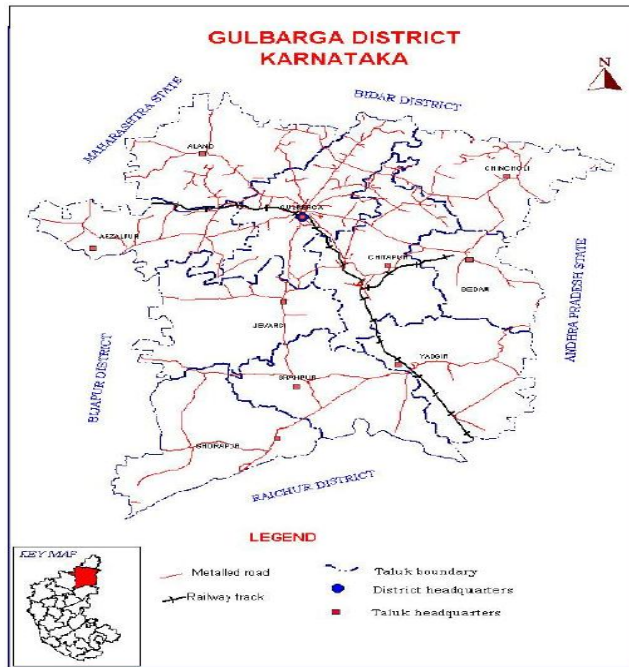 GULBARGA DISTRICT
KARNATAKA
N
MAHARASHTRA STATE
BIDAR DISTRICT
ALAND
CHINCHOLI
GULBERGA
AFZALPUR
CHITAPUR
SEDAM
JEVARGI
ANDHRA PRADESH STATE
BIJAPUR DISTRICT
YADGIR
SHAHPUR
SHORAPUR
RAICHUR DISTRICT
LEGEND
KEY MAP
Metalled road
Taluk boundary
Railway track
District headquarters
Taluk headquarters